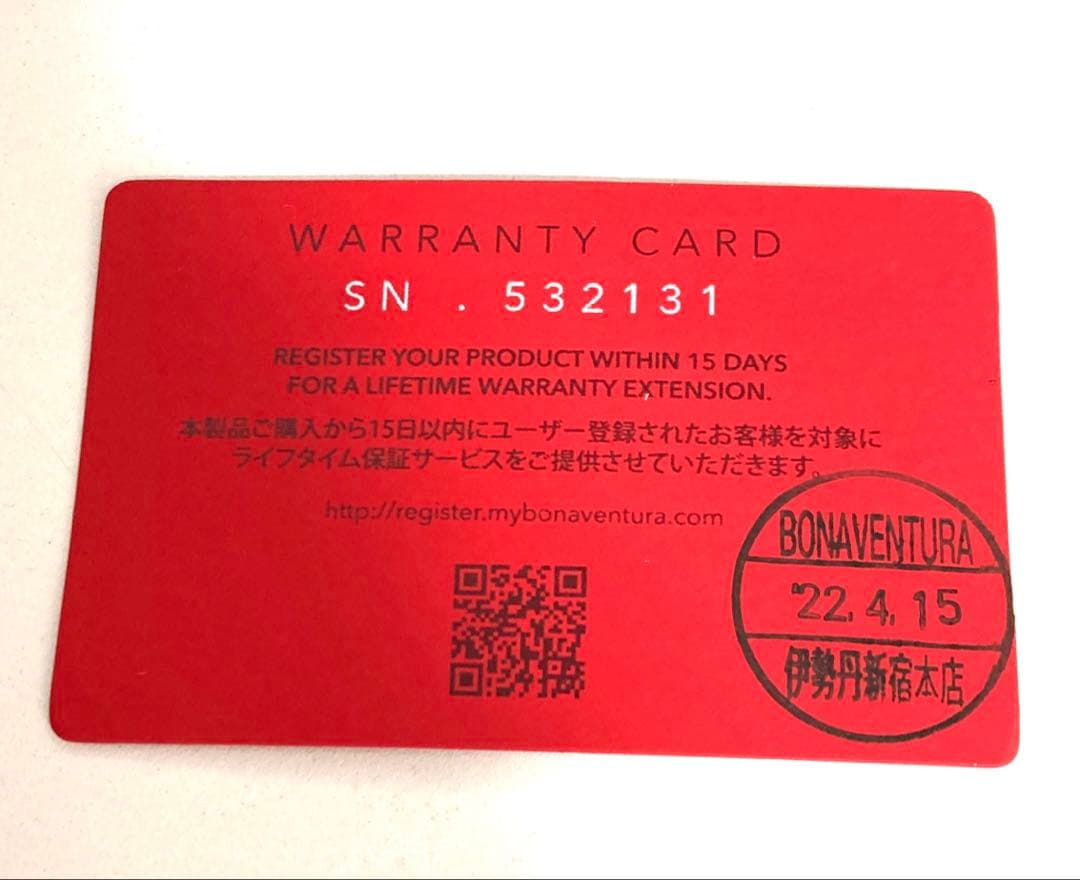 WARRANTY CARD
SN . 532131
REGISTER YOUR PRODUCT WITHIN 15 DAYS
FOR A LIFETIME WARRANTY EXTENSION.
本製品ご購入から15日以内にユーザー登録されたお客様を対象に
ライフタイム保証サービスをご提供させていただきます。
http://register.mybonaventura.com
BONAVENTURA
'22.4.15
伊勢丹新宿本店